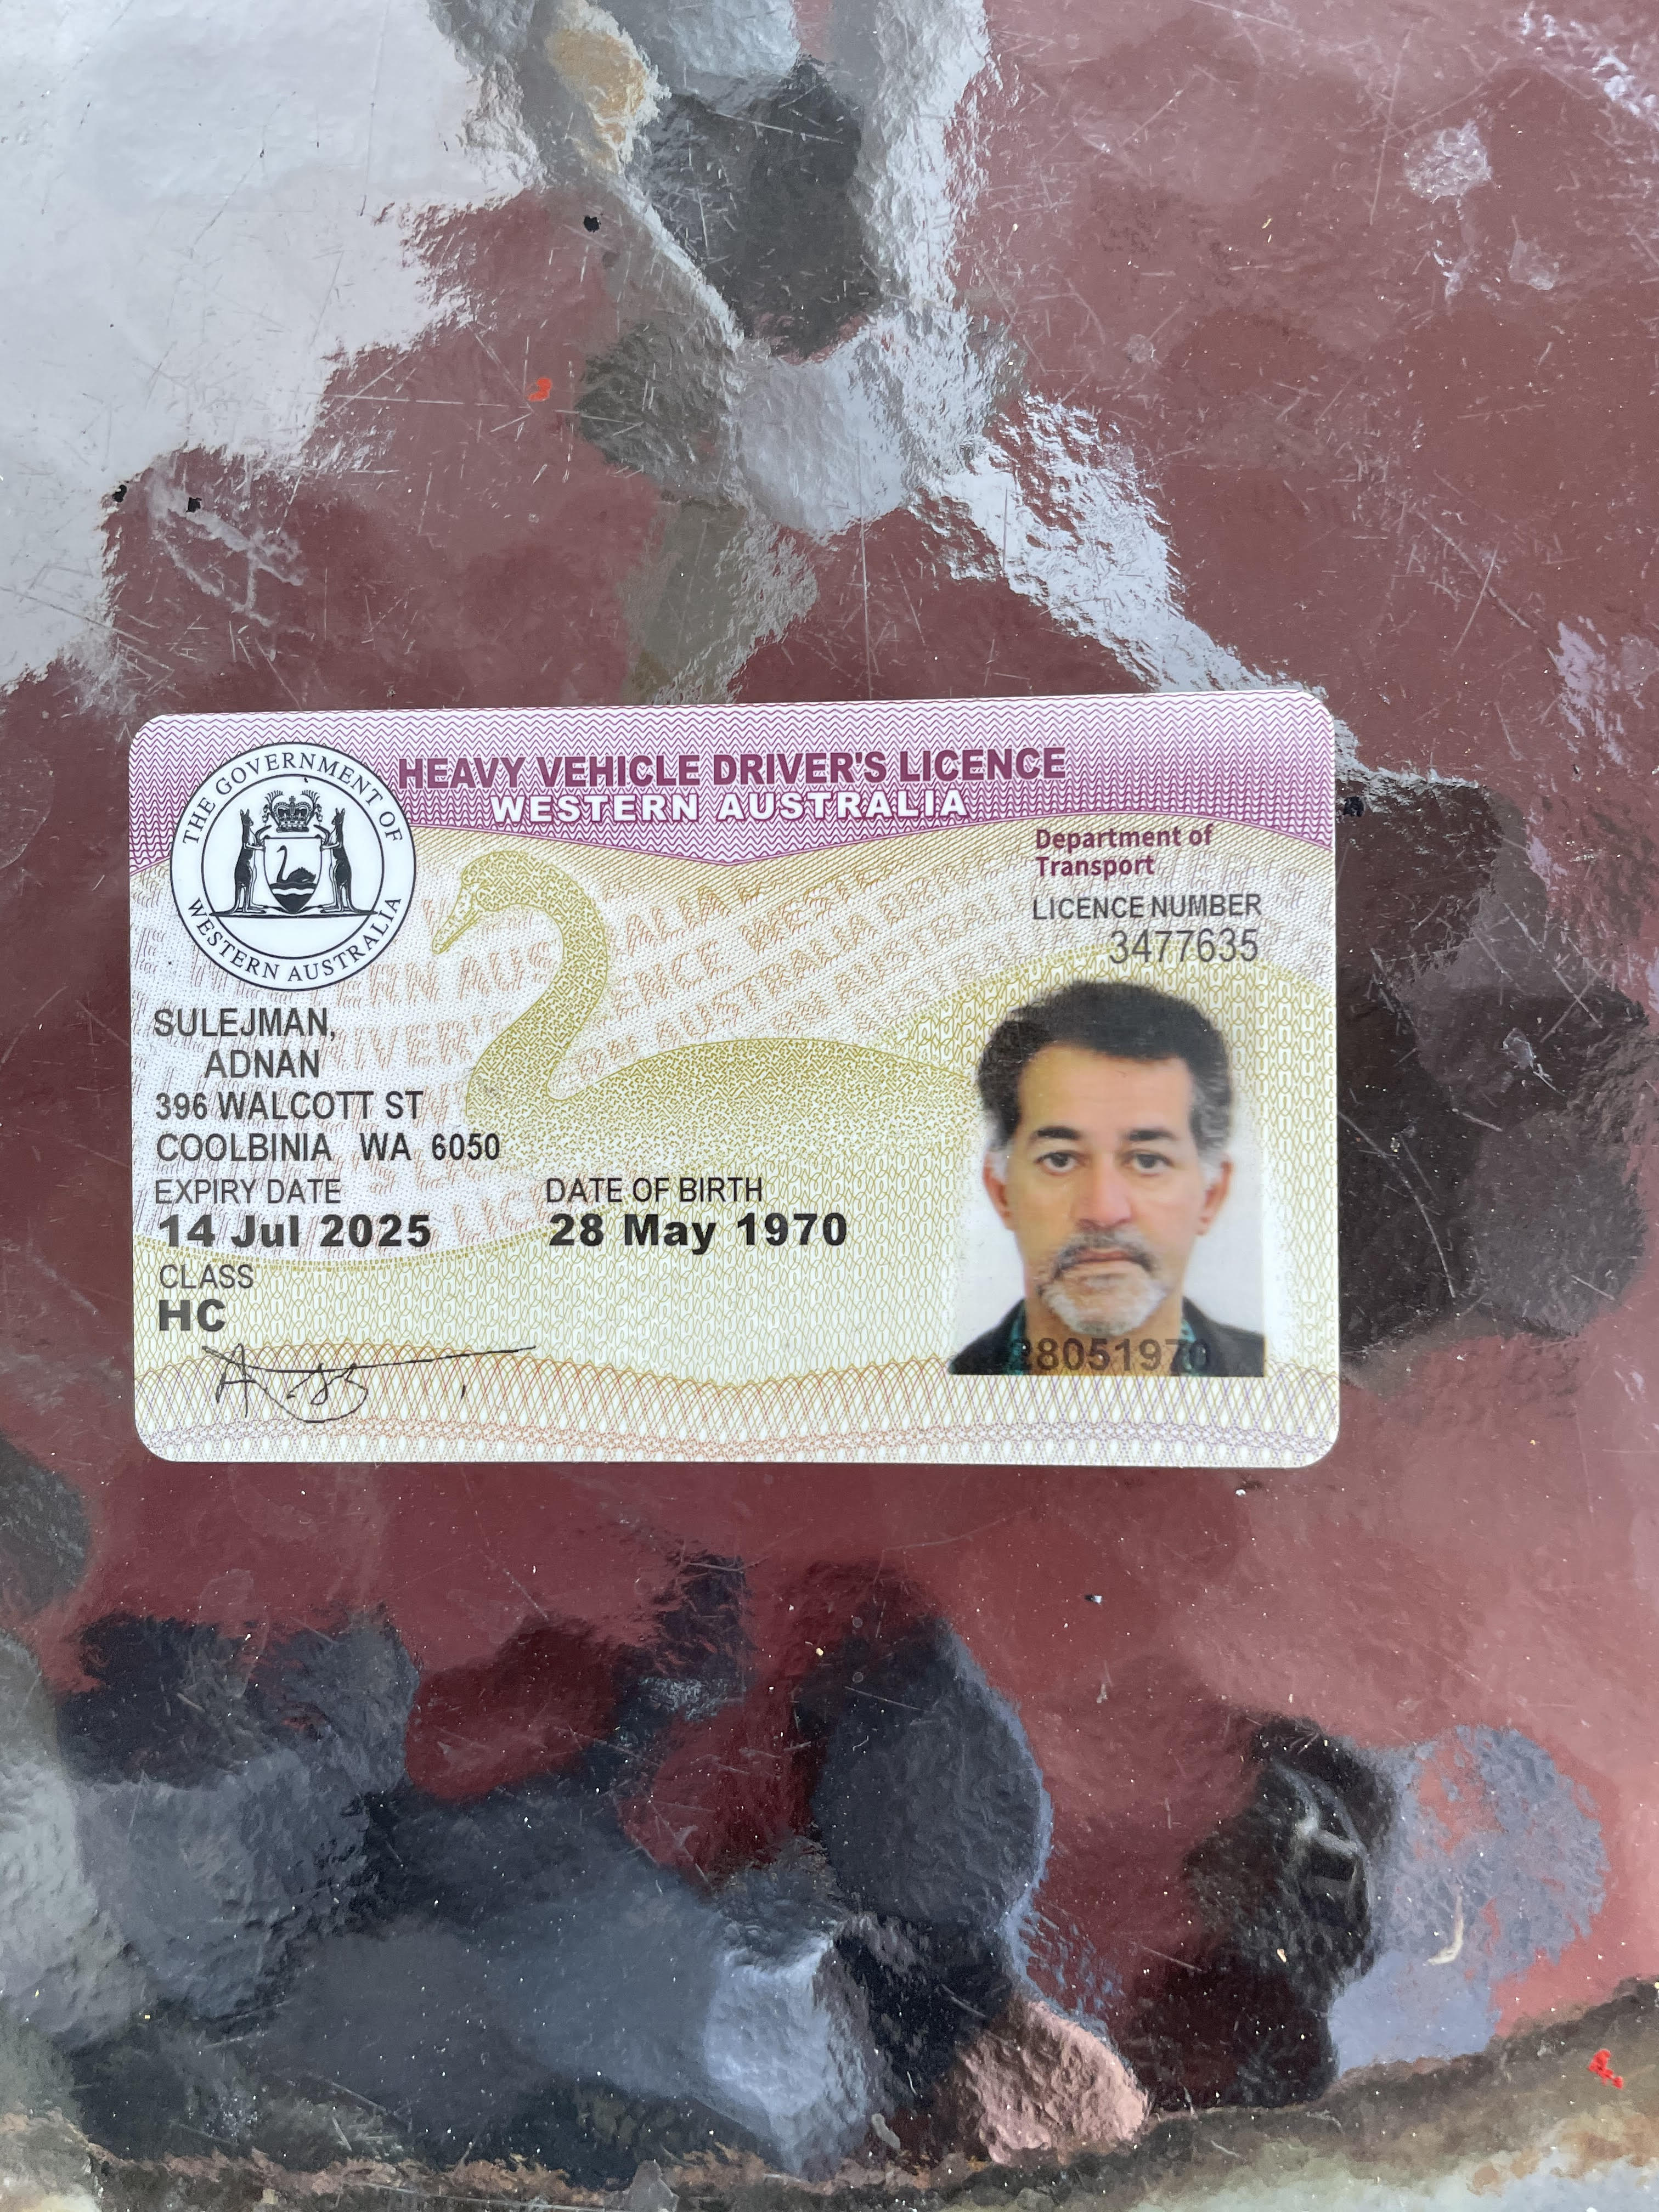 THE GOVERNMENT OF
WESTERN AUSTRALIA
HEAVY VEHICLE DRIVER'S LICENCE
WESTERN AUSTRALIA
Department of
Transport
LICENCE NUMBER
3477635
SULEJMAN,
ADNAN
396 WALCOTT ST
COOLBINIA WA 6050
EXPIRY DATE
14 Jul 2025
DATE OF BIRTH
28 May 1970
CLASS
HC
28051970